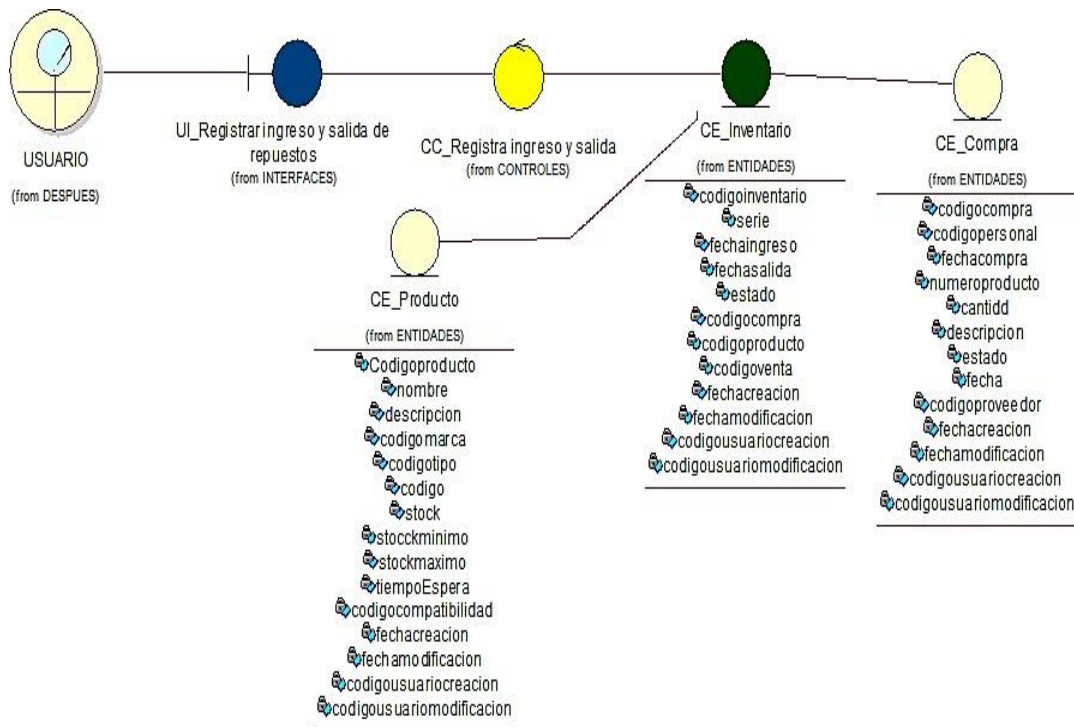 USUARIO
(from DESPUES)
UI_Registrar ingreso y salida de
repuestos
(from INTERFACES)
CC_Registra ingreso y salida
(from CONTROLES)
CE_Inventario
(from ENTIDADES)
codigoinventario
serie
fechaingreso
fechasalida
estado
codigocompra
codigoproducto
codigoventa
fechacreacion
fechamodificacion
codigousuariocreacion
codigousuariomodificacion
CE_Compra
(from ENTIDADES)
codigocompra
codigopersonal
fechacompra
numeroproducto
cantidd
descripcion
estado
fecha
codigoproveedor
fechacreacion
fechamodificacion
codigousuariocreacion
codigousuariomodificacion
CE_Producto
(from ENTIDADES)
Codigoproducto
nombre
descripcion
codigomarca
codigotipo
codigo
stock
stocckminimo
stockmaximo
tiempoEspera
codigocompatibilidad
fechacreacion
fechamodificacion
codigousuariocreacion
codigousuariomodificacion